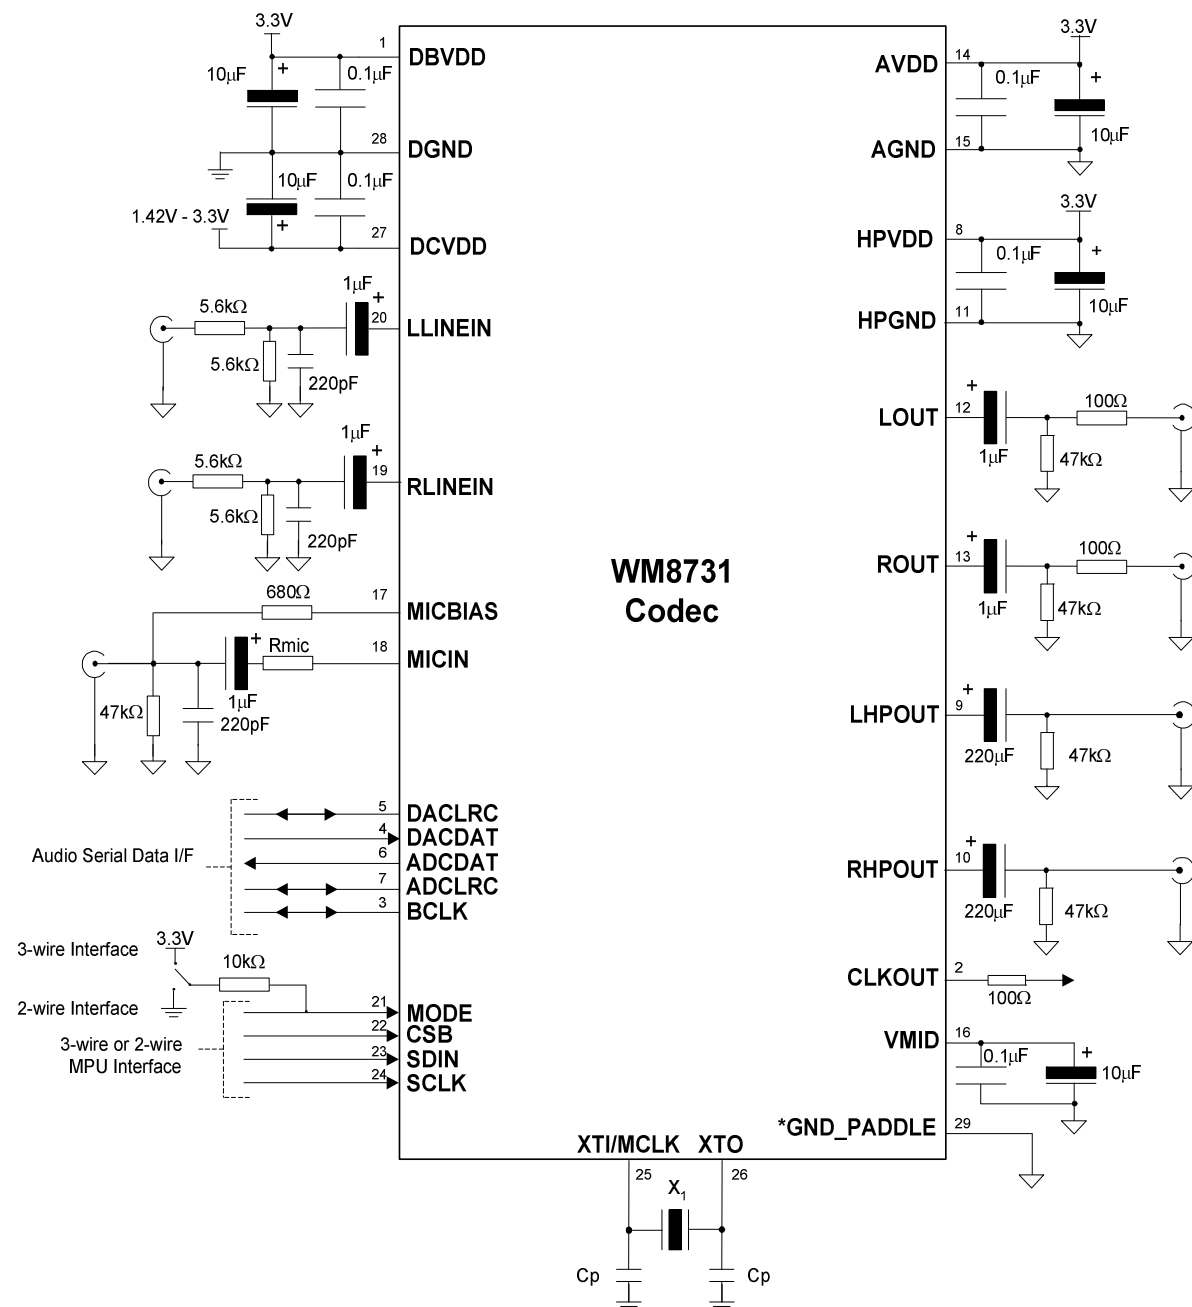 3.3V
1
DBVDD
10μF
+
0.1μF
28
DGND
10μF
0.1μF
1.42V - 3.3V
+
27
DCVDD
1μF
+
20
LLINEIN
5.6kΩ
5.6kΩ
220pF
1μF
+
19
RLINEIN
5.6kΩ
5.6kΩ
220pF
680Ω
17
MICBIAS
+
Rmic
18
MICIN
1μF
47kΩ
220pF
Audio Serial Data I/F
5
DACLRC
4
DACDAT
6
ADCDAT
7
ADCLRC
3
BCLK
3-wire Interface
3.3V
10kΩ
2-wire Interface
3-wire or 2-wire
MPU Interface
21
MODE
22
CSB
23
SDIN
24
SCLK
WM8731
Codec
3.3V
AVDD
14
0.1μF
+
10μF
AGND
15
3.3V
HPVDD
8
0.1μF
+
10μF
HPGND
11
LOUT
12
+
1μF
100Ω
47kΩ
ROUT
13
+
1μF
100Ω
47kΩ
LHPOUT
9
+
220μF
47kΩ
RHPOUT
10
+
220μF
47kΩ
CLKOUT
2
100Ω
VMID
16
0.1μF
+
10μF
*GND_PADDLE
29
XTI/MCLK
XTO
25
26
X1
Cp
Cp